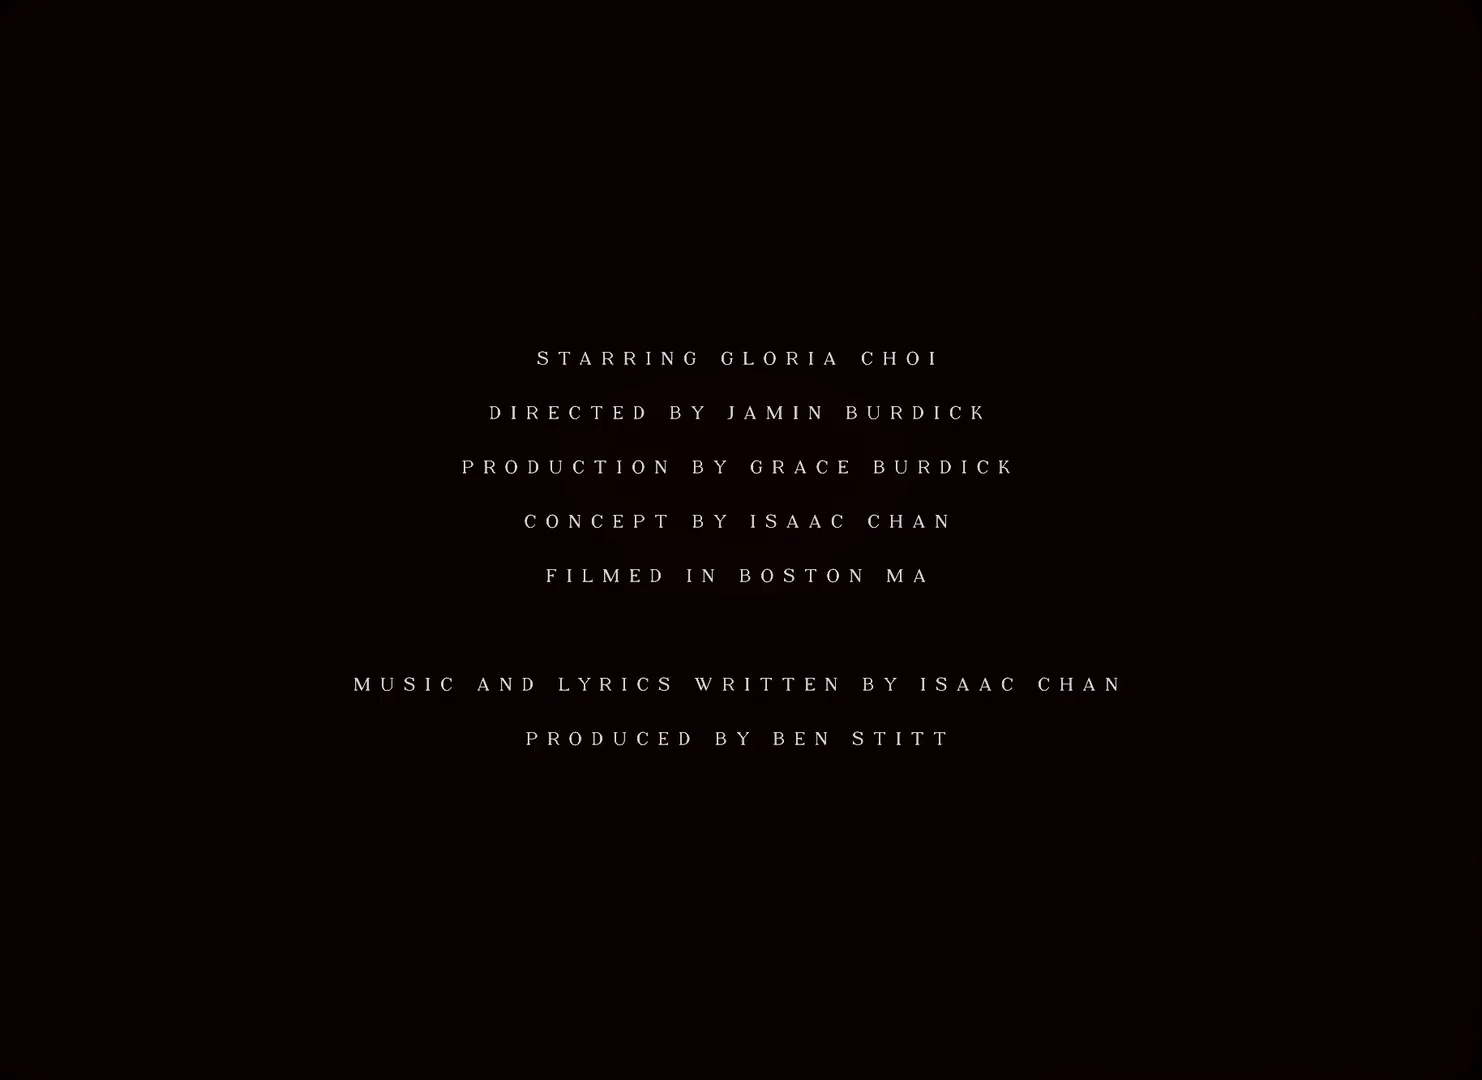 STARRING GLORIA CHOI
DIRECTED BY JAMIN BURDICK
PRODUCTION BY GRACE BURDICK
CONCEPT BY ISAAC CHAN
FILMED IN BOSTON MA
MUSIC AND LYRICS WRITTEN BY ISAAC CHAN
PRODUCED BY BEN STITT